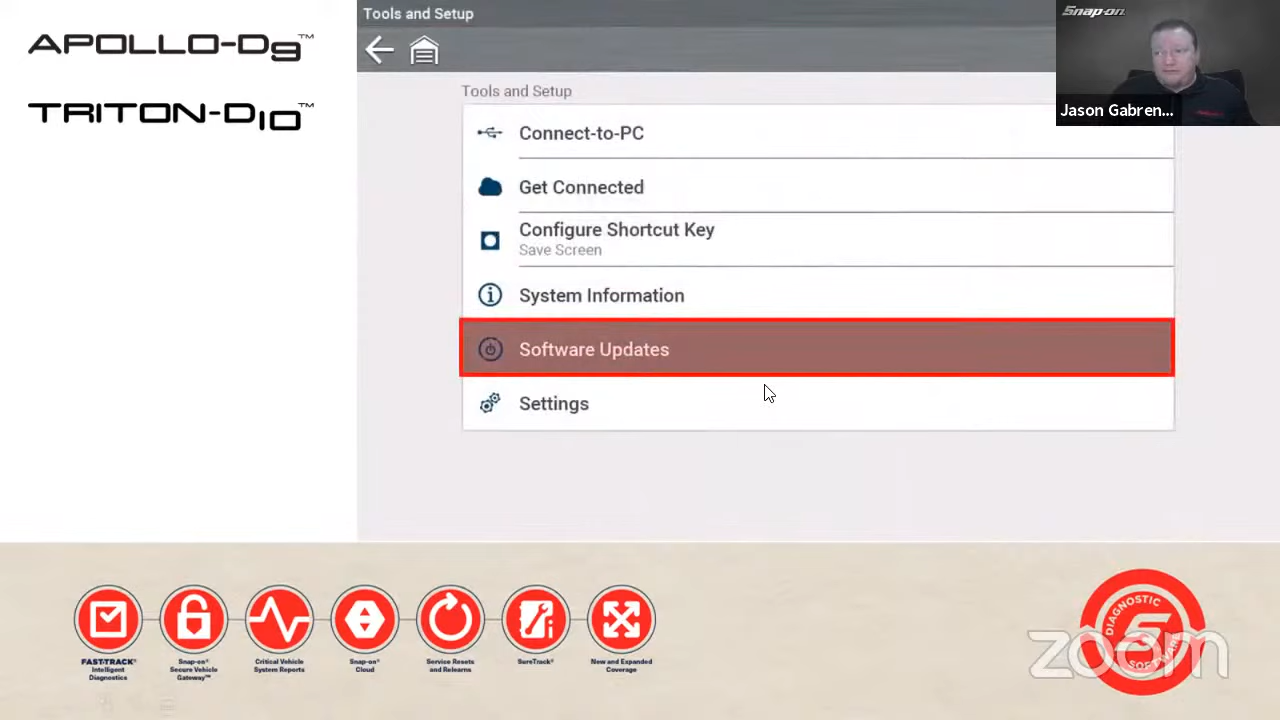 APOLLO-D9™
TRITON-D10™
Tools and Setup
Snap-on
Jason Gabren...
Tools and Setup
Connect-to-PC
Get Connected
Configure Shortcut Key
Save Screen
System Information
Software Updates
Settings
FAST-TRACK®
Intelligent
Diagnostics
Snap-on®
Secure Vehicle
Gateway™
Critical Vehicle
System Reports
Snap-on®
Cloud
Service Resets
and Relearns
SureTrack®
New and Expanded
Coverage
DIAGNOSTIC
5
SOFTWARE
zoom